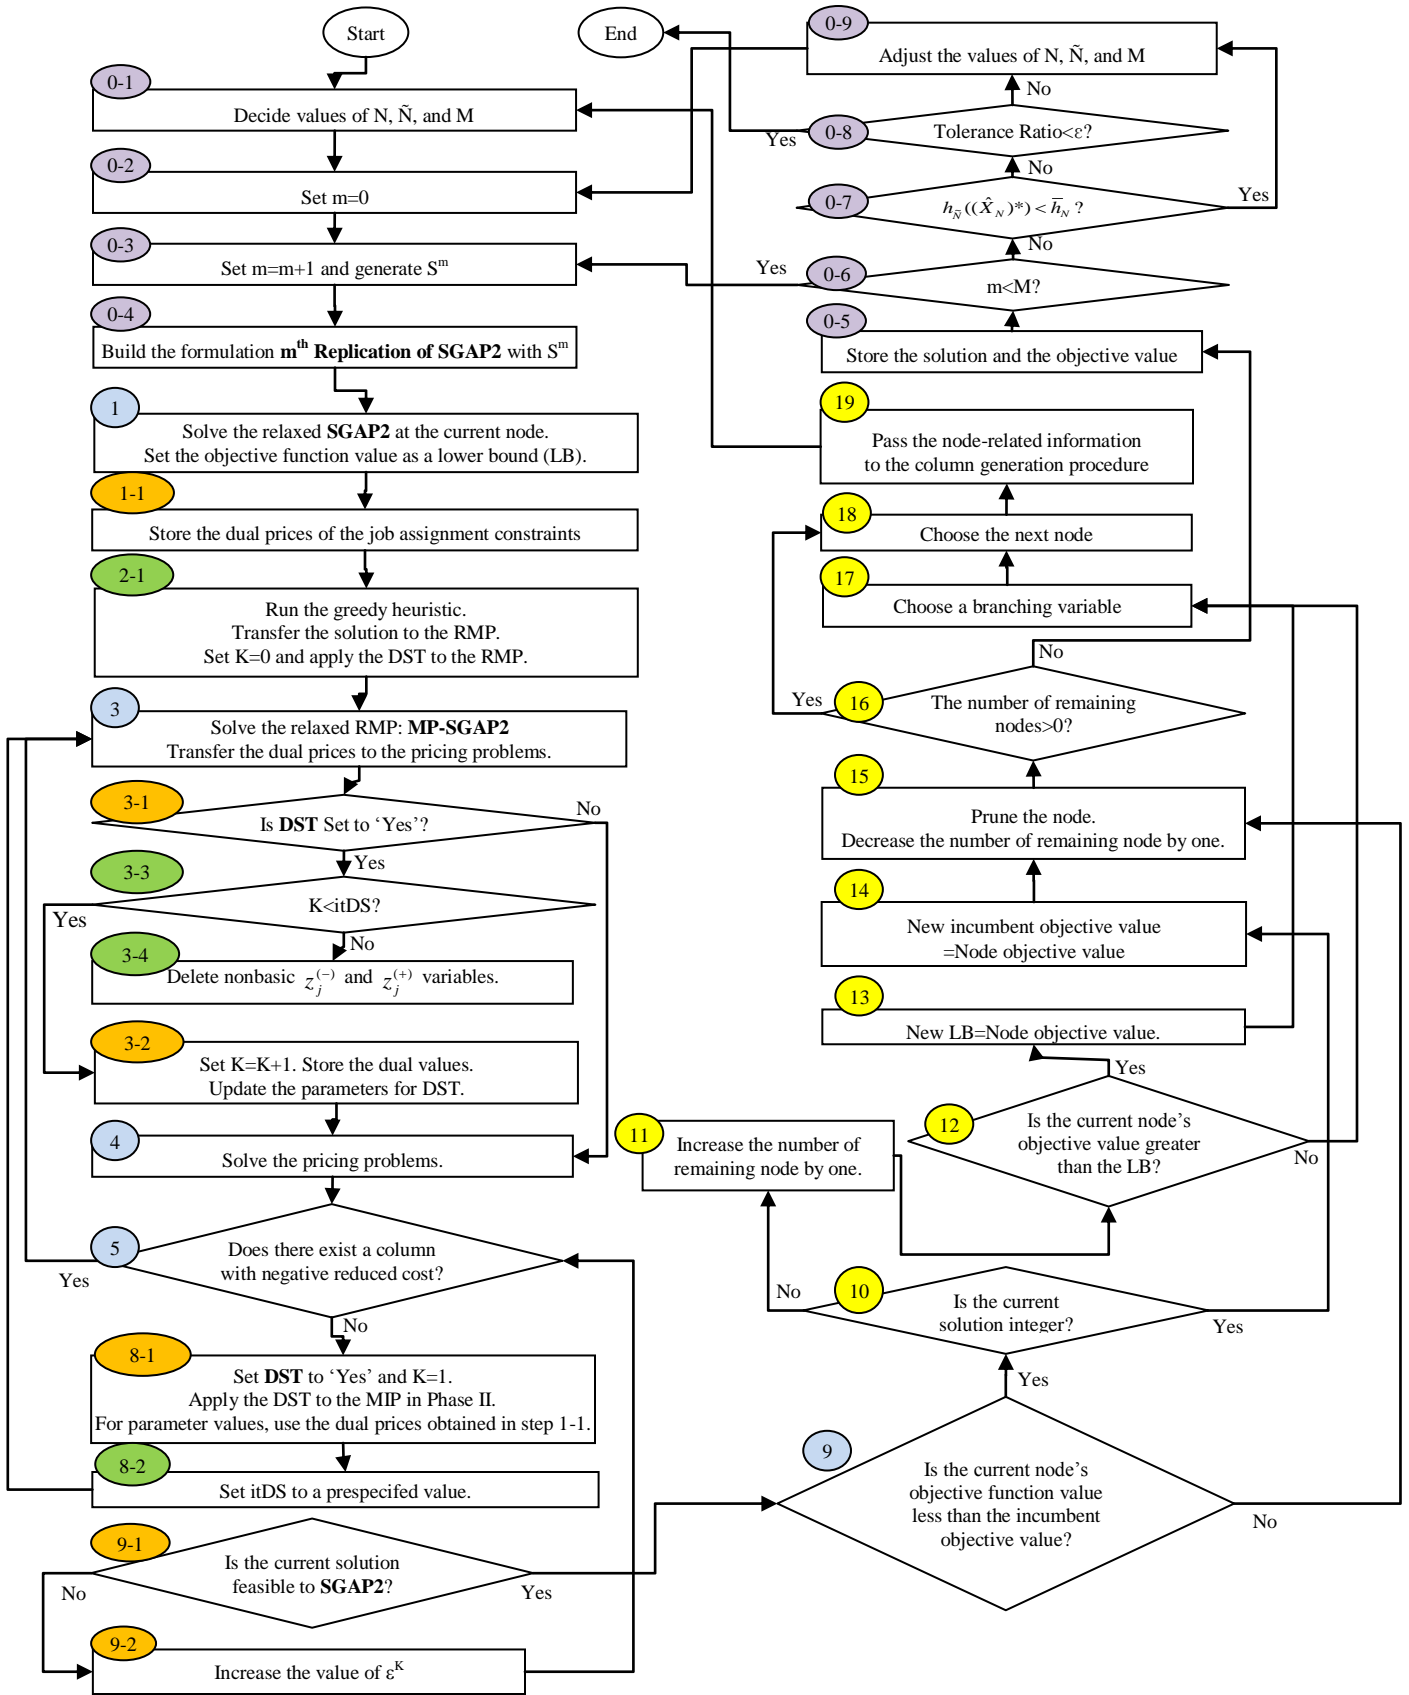 Start
0-1
Decide values of N, Ñ, and M
0-2
Set m=0
0-3
Set m=m+1 and generate Sᵐ
0-4
Build the formulation mᵗʰ Replication of SGAP2 with Sᵐ
1
Solve the relaxed SGAP2 at the current node.
Set the objective function value as a lower bound (LB).
1-1
Store the dual prices of the job assignment constraints
2-1
Run the greedy heuristic.
Transfer the solution to the RMP.
Set K=0 and apply the DST to the RMP.
3
Solve the relaxed RMP: MP-SGAP2
Transfer the dual prices to the pricing problems.
3-1
Is DST Set to ‘Yes’?
No
Yes
3-3
K<itDS?
Yes
No
3-4
Delete nonbasic z_j^(−) and z_j^(+) variables.
3-2
Set K=K+1. Store the dual values.
Update the parameters for DST.
4
Solve the pricing problems.
5
Does there exist a column
with negative reduced cost?
Yes
No
8-1
Set DST to ‘Yes’ and K=1.
Apply the DST to the MIP in Phase II.
For parameter values, use the dual prices obtained in step 1-1.
8-2
Set itDS to a prespecifed value.
9-1
Is the current solution
feasible to SGAP2?
No
Yes
9-2
Increase the value of εᴷ
End
0-9
Adjust the values of N, Ñ, and M
No
0-8
Tolerance Ratio<ε?
Yes
No
0-7
h_Ñ((X̂_N)*) < h̄_N ?
Yes
No
0-6
m<M?
Yes
0-5
Store the solution and the objective value
19
Pass the node-related information
to the column generation procedure
18
Choose the next node
17
Choose a branching variable
No
16
The number of remaining
nodes>0?
Yes
15
Prune the node.
Decrease the number of remaining node by one.
14
New incumbent objective value
=Node objective value
13
New LB=Node objective value.
Yes
12
Is the current node’s
objective value greater
than the LB?
No
11
Increase the number of
remaining node by one.
10
Is the current
solution integer?
No
Yes
Yes
9
Is the current node’s
objective function value
less than the incumbent
objective value?
No